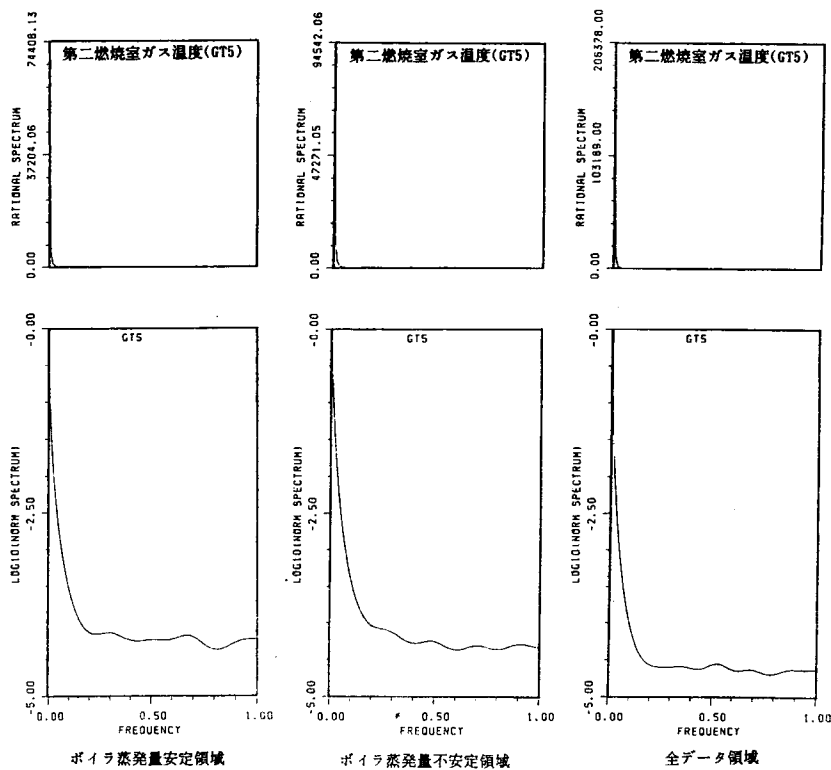 74408.13
37204.06
0.00
RATIONAL SPECTRUM
第二燃焼室ガス温度(GT5)
94542.06
47271.05
0.00
RATIONAL SPECTRUM
第二燃焼室ガス温度(GT5)
206378.00
103189.00
0.00
RATIONAL SPECTRUM
第二燃焼室ガス温度(GT5)
-0.00
-2.50
-5.00
LOG10(NORM SPECTRUM)
GT5
0.00 0.50 1.00
FREQUENCY
ボイラ蒸発量安定領域
-0.00
-2.50
-5.00
LOG10(NORM SPECTRUM)
GT5
0.00 0.50 1.00
FREQUENCY
ボイラ蒸発量不安定領域
-0.00
-2.50
-5.00
LOG10(NORM SPECTRUM)
GT5
0.00 0.50 1.00
FREQUENCY
全データ領域